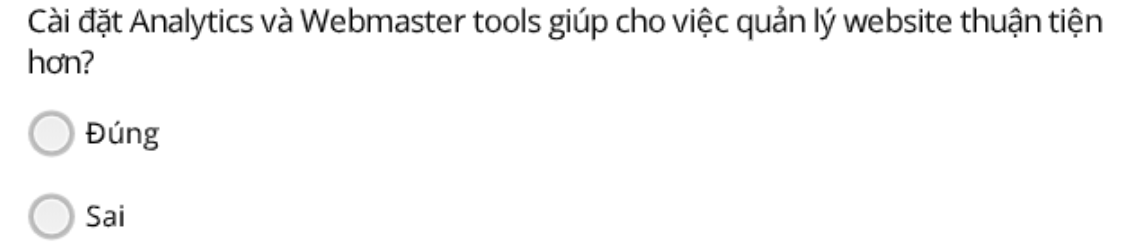 Cài đặt Analytics và Webmaster tools giúp cho việc quản lý website thuận tiện
hơn?
Đúng
Sai